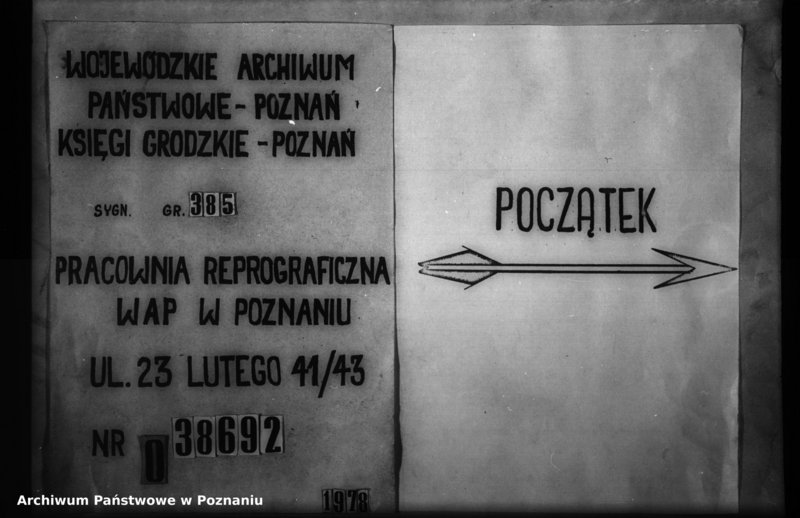 WOJEWÓDZKIE ARCHIWUM
PAŃSTWOWE - POZNAŃ
KSIĘGI GRODZKIE - POZNAŃ
SYGN. GR. 385
PRACOWNIA REPROGRAFICZNA
WAP W POZNANIU
UL. 23 LUTEGO 41/43
NR 0 38692
1978
POCZĄTEK
Archiwum Państwowe w Poznaniu